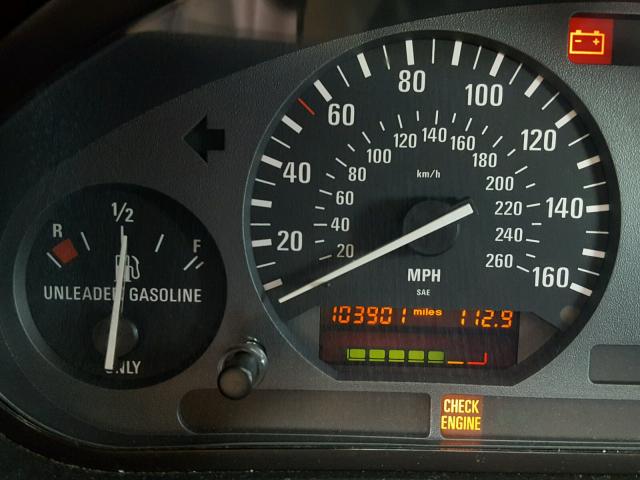 - +
80
100
60
120
40
140
20
160
MPH
SAE
120 140 160
100 180
80 km/h 200
60 220
40 240
20 260
R 1/2 F
UNLEADED GASOLINE
ONLY
103901 miles 112.9
CHECK
ENGINE